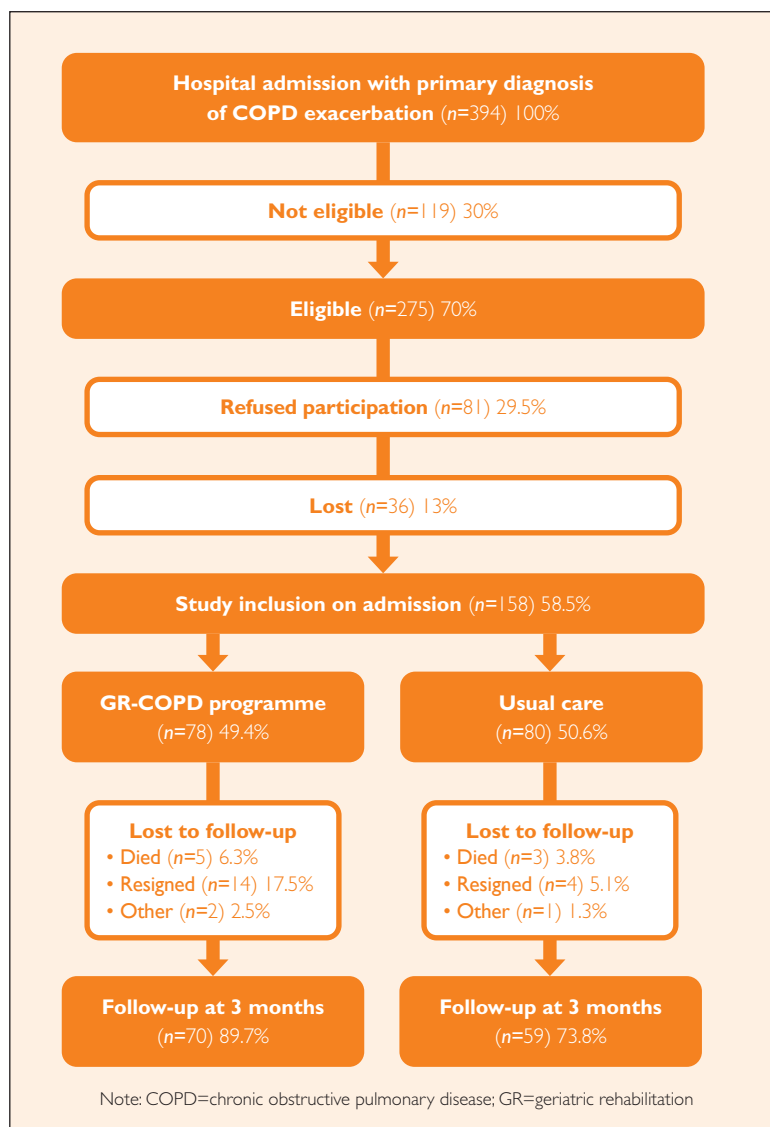 Hospital admission with primary diagnosis
of COPD exacerbation (n=394) 100%
Not eligible (n=119) 30%
Eligible (n=275) 70%
Refused participation (n=81) 29.5%
Lost (n=36) 13%
Study inclusion on admission (n=158) 58.5%
GR-COPD programme
(n=78) 49.4%
Usual care
(n=80) 50.6%
Lost to follow-up
• Died (n=5) 6.3%
• Resigned (n=14) 17.5%
• Other (n=2) 2.5%
Lost to follow-up
• Died (n=3) 3.8%
• Resigned (n=4) 5.1%
• Other (n=1) 1.3%
Follow-up at 3 months
(n=70) 89.7%
Follow-up at 3 months
(n=59) 73.8%
Note: COPD=chronic obstructive pulmonary disease; GR=geriatric rehabilitation